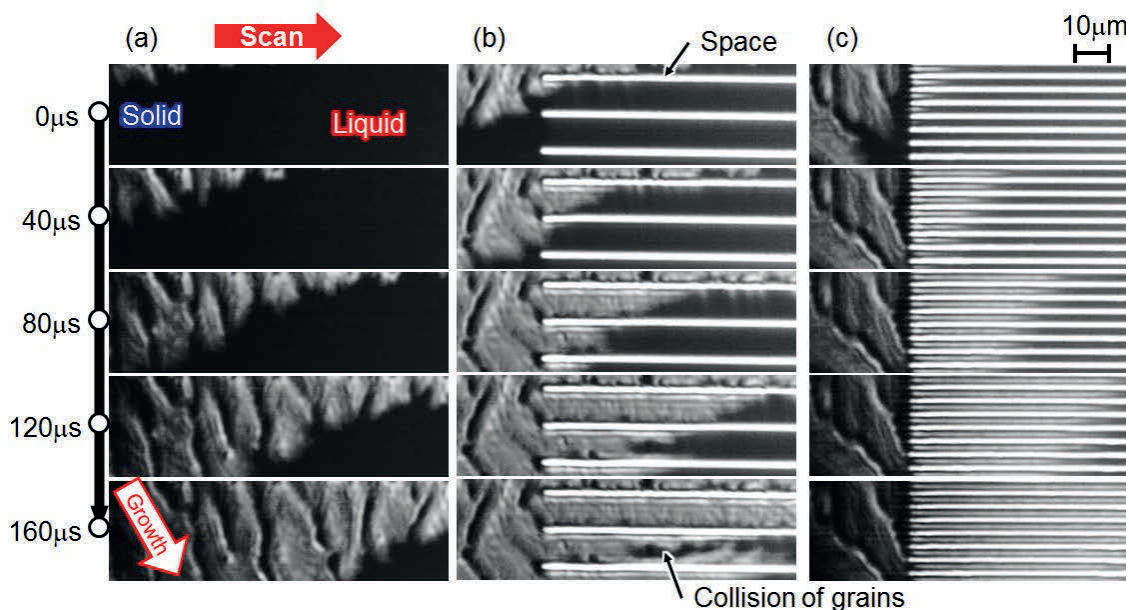 (a)
Scan
(b)
Space
(c)
10μm
0μs
Solid
Liquid
40μs
80μs
120μs
160μs
Growth
Collision of grains